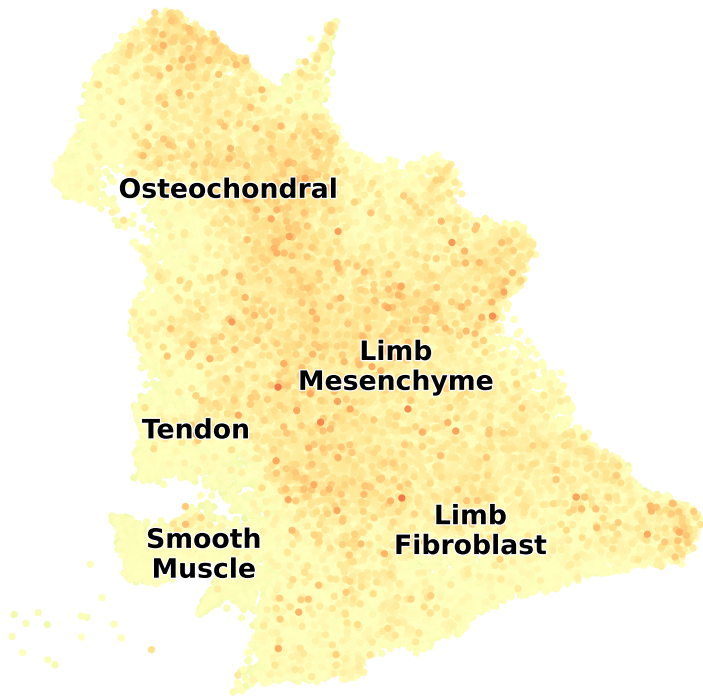 Osteochondral
Limb
Mesenchyme
Tendon
Limb
Fibroblast
Smooth
Muscle